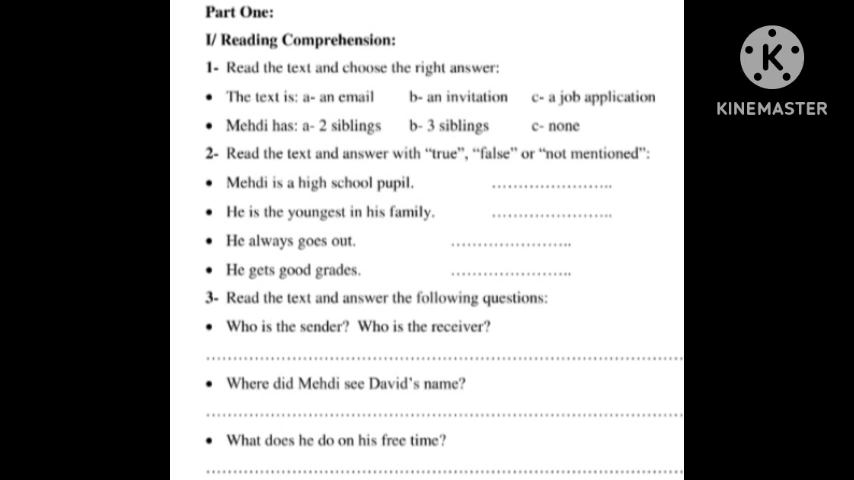 Part One:
I/ Reading Comprehension:
1- Read the text and choose the right answer:
• The text is: a- an email b- an invitation c- a job application
• Mehdi has: a- 2 siblings b- 3 siblings c- none
2- Read the text and answer with “true”, “false” or “not mentioned”:
• Mehdi is a high school pupil. ........................
• He is the youngest in his family. ........................
• He always goes out. ........................
• He gets good grades. ........................
3- Read the text and answer the following questions:
• Who is the sender? Who is the receiver?
................................................................................................
• Where did Mehdi see David’s name?
................................................................................................
• What does he do on his free time?
................................................................................................
K
KINEMASTER